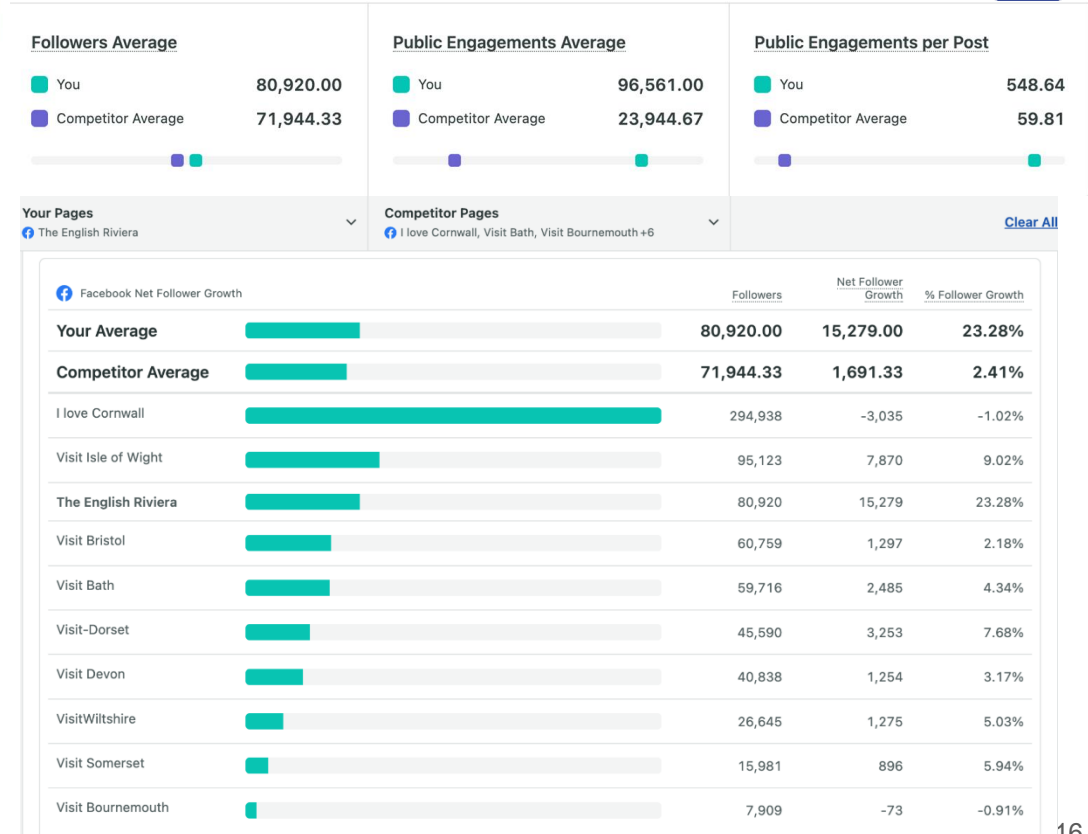 Followers Average
You 80,920.00
Competitor Average 71,944.33
Public Engagements Average
You 96,561.00
Competitor Average 23,944.67
Public Engagements per Post
You 548.64
Competitor Average 59.81
Your Pages
The English Riviera
Competitor Pages
I love Cornwall, Visit Bath, Visit Bournemouth +6
Clear All
Facebook Net Follower Growth Followers Net Follower Growth % Follower Growth
Your Average 80,920.00 15,279.00 23.28%
Competitor Average 71,944.33 1,691.33 2.41%
I love Cornwall 294,938 -3,035 -1.02%
Visit Isle of Wight 95,123 7,870 9.02%
The English Riviera 80,920 15,279 23.28%
Visit Bristol 60,759 1,297 2.18%
Visit Bath 59,716 2,485 4.34%
Visit-Dorset 45,590 3,253 7.68%
Visit Devon 40,838 1,254 3.17%
VisitWiltshire 26,645 1,275 5.03%
Visit Somerset 15,981 896 5.94%
Visit Bournemouth 7,909 -73 -0.91%
16